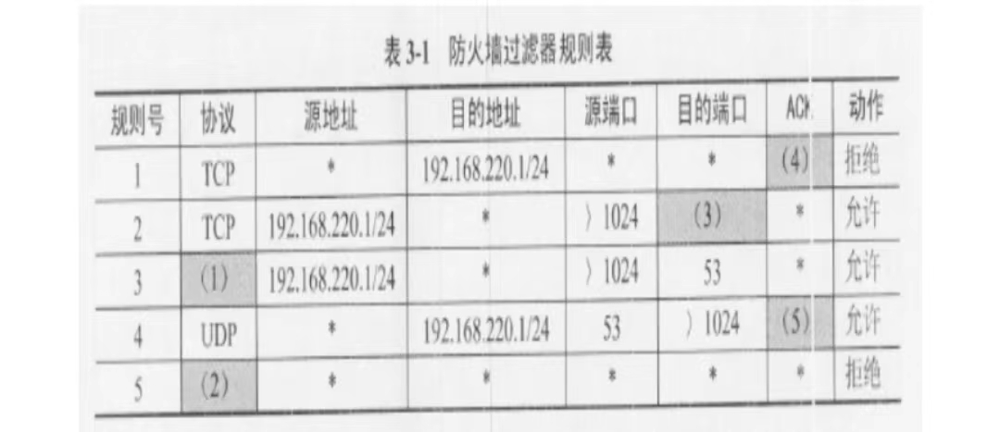 表 3-1 防火墙过滤器规则表
规则号 协议 源地址 目的地址 源端口 目的端口 ACK 动作
1 TCP * 192.168.220.1/24 * * (4) 拒绝
2 TCP 192.168.220.1/24 * 〉1024 (3) * 允许
3 (1) 192.168.220.1/24 * 〉1024 53 * 允许
4 UDP * 192.168.220.1/24 53 〉1024 (5) 允许
5 (2) * * * * * 拒绝